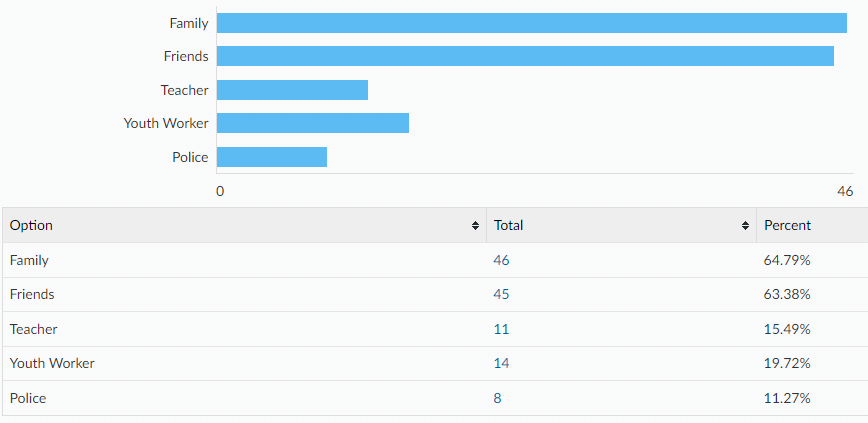 Family
Friends
Teacher
Youth Worker
Police
0 46
Option Total Percent
Family 46 64.79%
Friends 45 63.38%
Teacher 11 15.49%
Youth Worker 14 19.72%
Police 8 11.27%